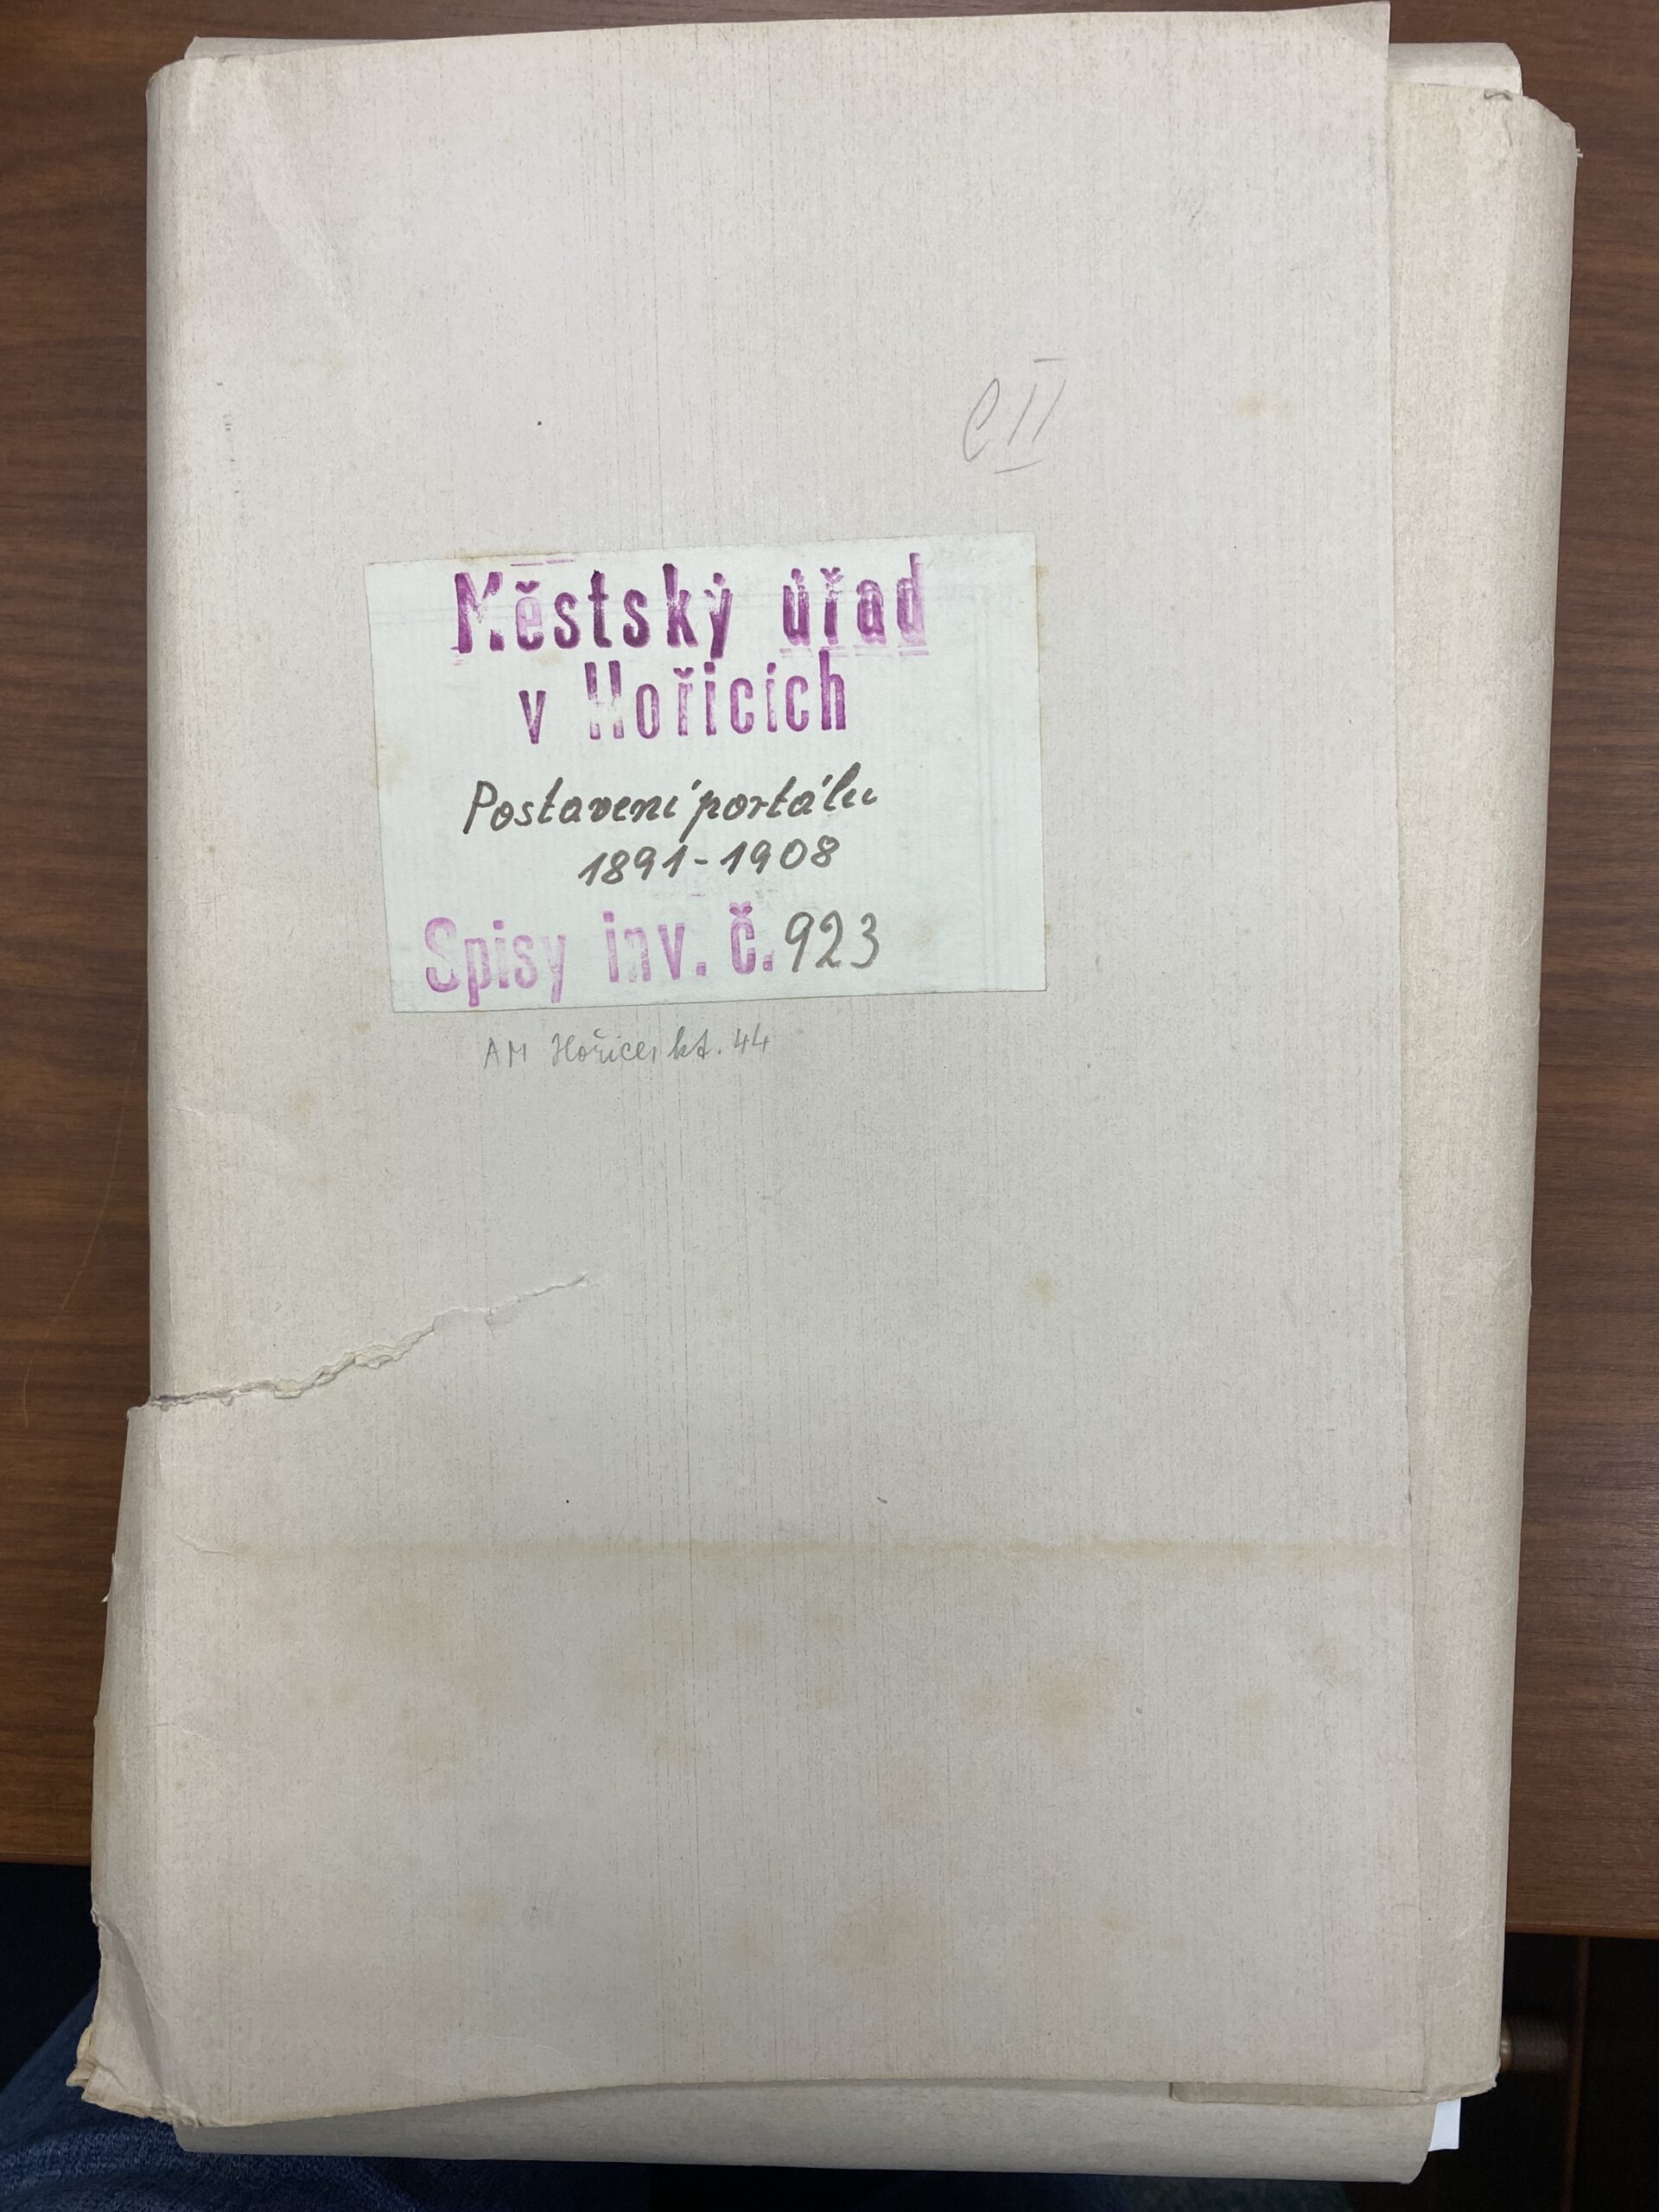 C II
Městský úřad
v Hořicích
Postavení portálu
1891-1908
Spisy inv. č. 923
AM Hořice, kt. 44